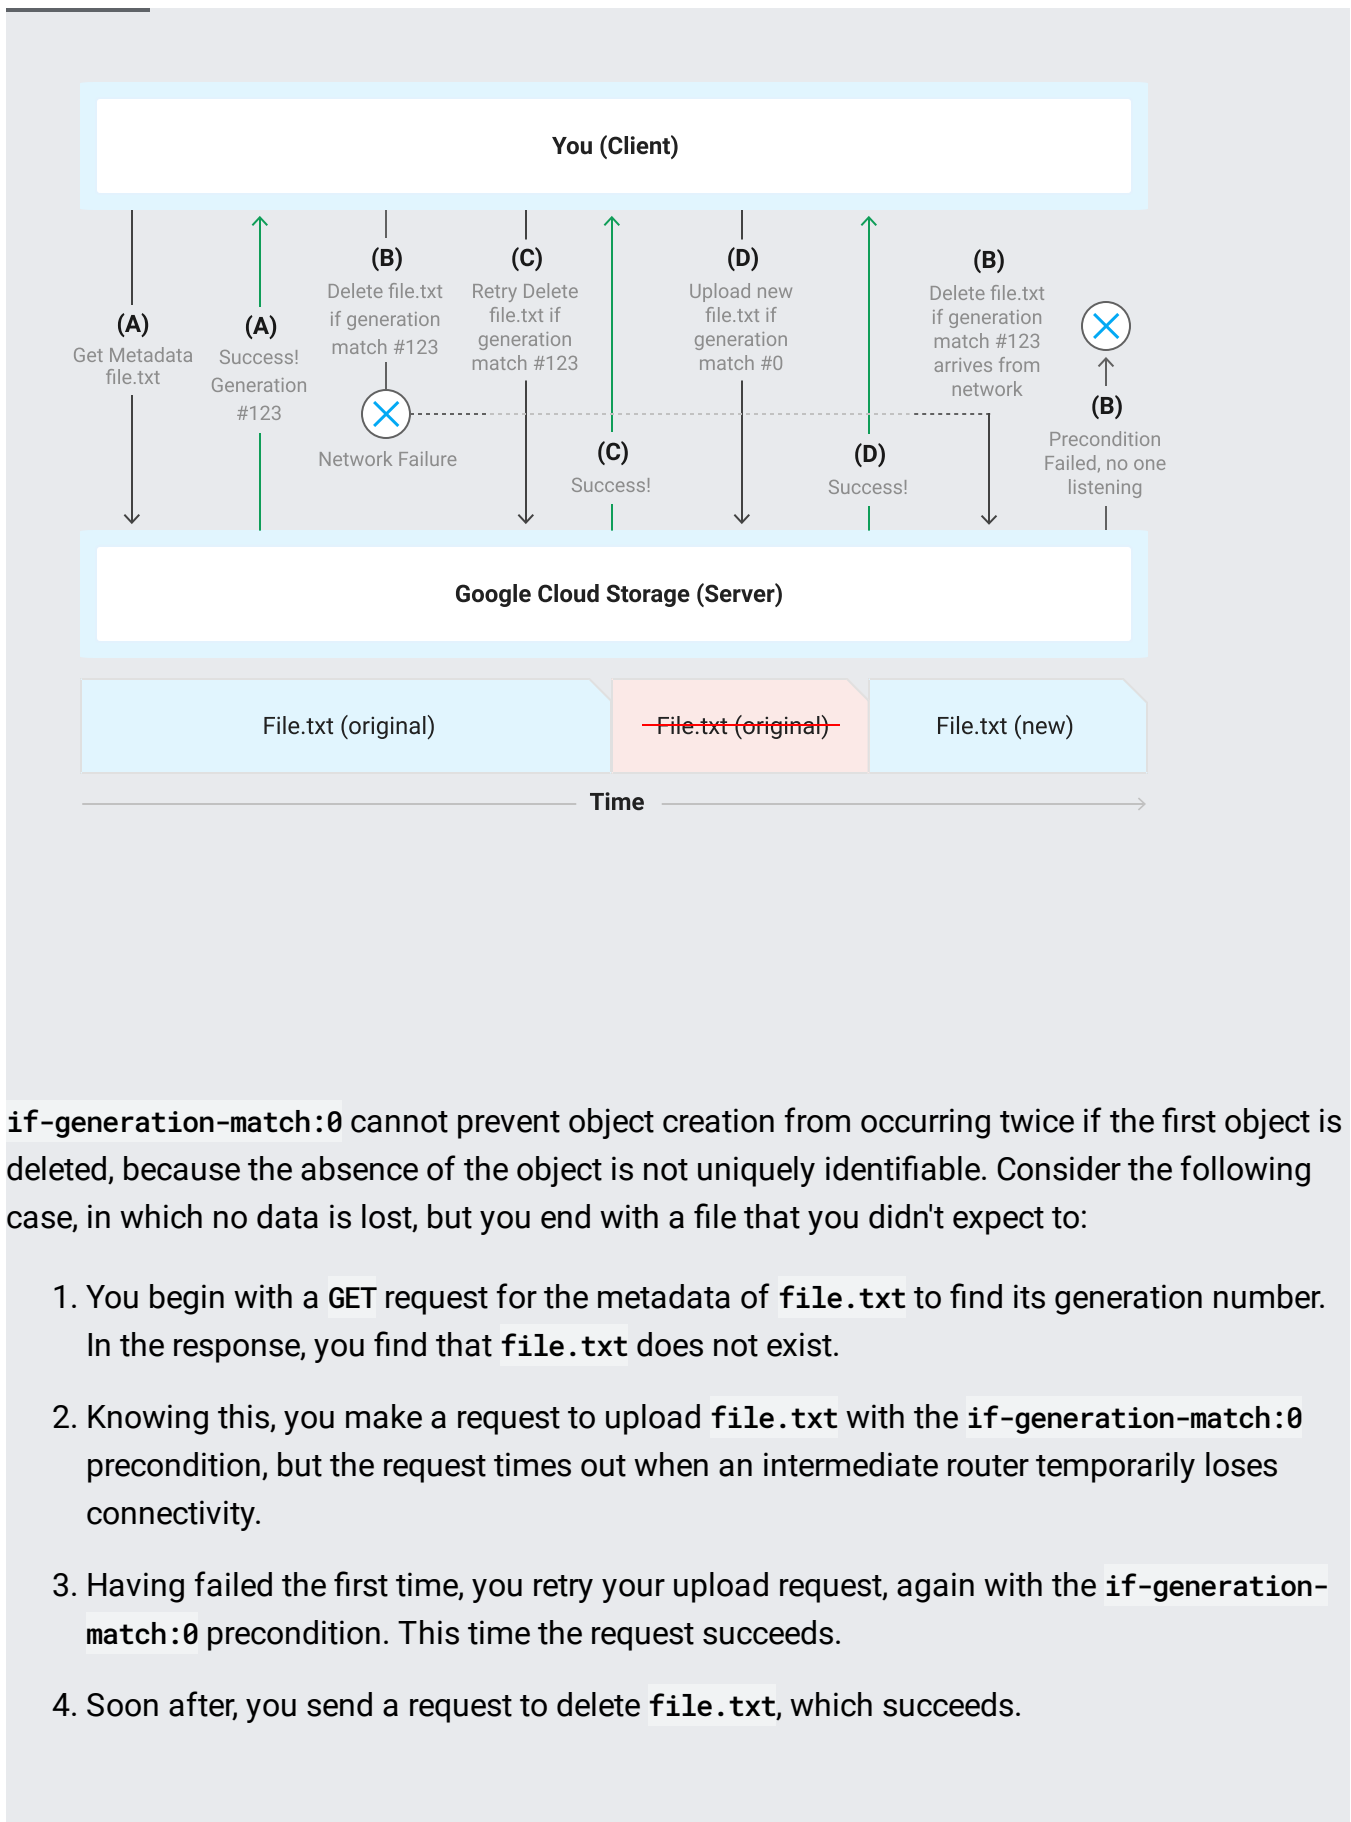 You (Client)
(A)
Get Metadata
file.txt
(A)
Success!
Generation
#123
(B)
Delete file.txt
if generation
match #123
Network Failure
(C)
Retry Delete
file.txt if
generation
match #123
(C)
Success!
(D)
Upload new
file.txt if
generation
match #0
(D)
Success!
(B)
Delete file.txt
if generation
match #123
arrives from
network
(B)
Precondition
Failed, no one
listening
Google Cloud Storage (Server)
File.txt (original)
File.txt (original)
File.txt (new)
Time
if-generation-match:0 cannot prevent object creation from occurring twice if the first object is
deleted, because the absence of the object is not uniquely identifiable. Consider the following
case, in which no data is lost, but you end with a file that you didn't expect to:
1. You begin with a GET request for the metadata of file.txt to find its generation number.
In the response, you find that file.txt does not exist.
2. Knowing this, you make a request to upload file.txt with the if-generation-match:0
precondition, but the request times out when an intermediate router temporarily loses
connectivity.
3. Having failed the first time, you retry your upload request, again with the if-generation-
match:0 precondition. This time the request succeeds.
4. Soon after, you send a request to delete file.txt, which succeeds.